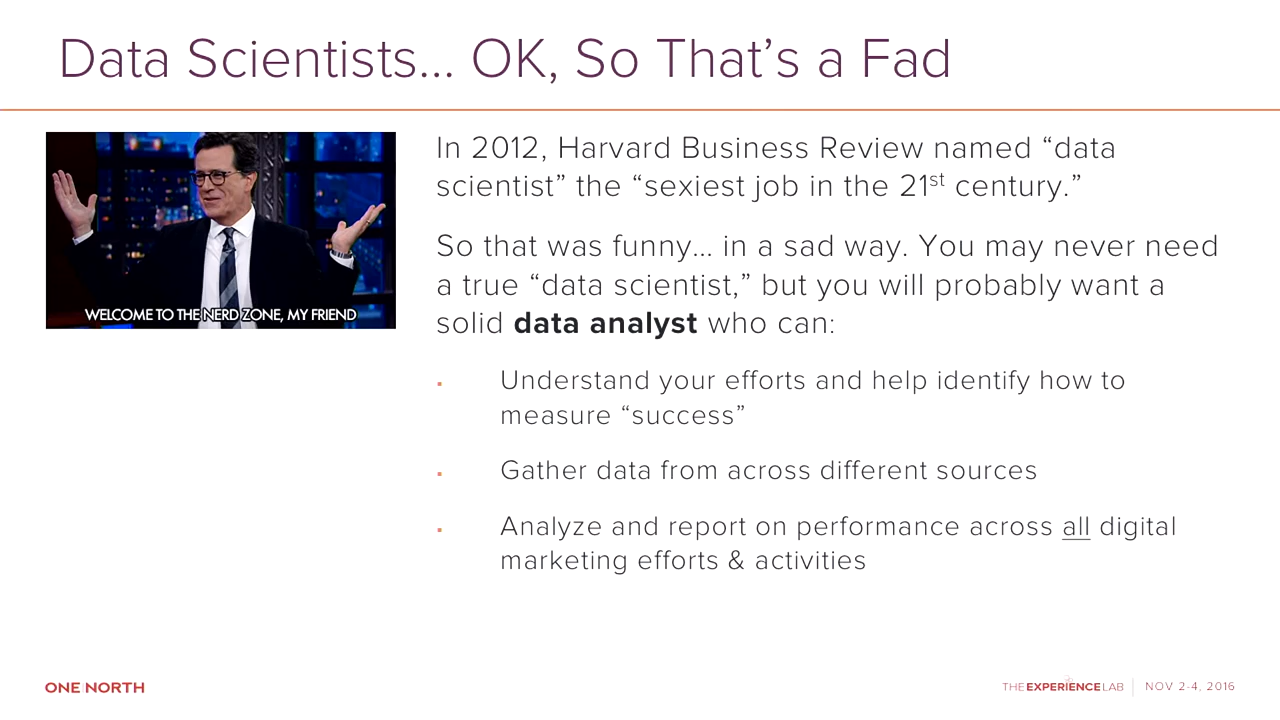 Data Scientists... OK, So That’s a Fad
WELCOME TO THE NERD ZONE, MY FRIEND
In 2012, Harvard Business Review named “data
scientist” the “sexiest job in the 21st century.”
So that was funny... in a sad way. You may never need
a true “data scientist,” but you will probably want a
solid data analyst who can:
▪ Understand your efforts and help identify how to
measure “success”
▪ Gather data from across different sources
▪ Analyze and report on performance across all digital
marketing efforts & activities
ONE NORTH
THE EXPERIENCE LAB | NOV 2-4, 2016